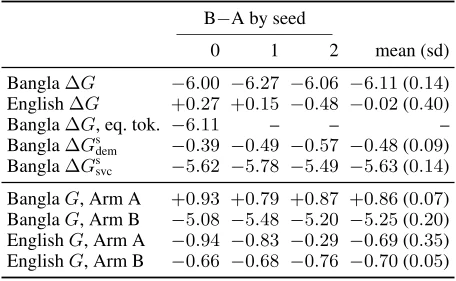 B−A by seed
0 1 2 mean (sd)
Bangla ΔG −6.00 −6.27 −6.06 −6.11 (0.14)
English ΔG +0.27 +0.15 −0.48 −0.02 (0.40)
Bangla ΔG, eq. tok. −6.11 – – –
Bangla ΔG^s_dem −0.39 −0.49 −0.57 −0.48 (0.09)
Bangla ΔG^s_svc −5.62 −5.78 −5.49 −5.63 (0.14)
Bangla G, Arm A +0.93 +0.79 +0.87 +0.86 (0.07)
Bangla G, Arm B −5.08 −5.48 −5.20 −5.25 (0.20)
English G, Arm A −0.94 −0.83 −0.29 −0.69 (0.35)
English G, Arm B −0.66 −0.68 −0.76 −0.70 (0.05)